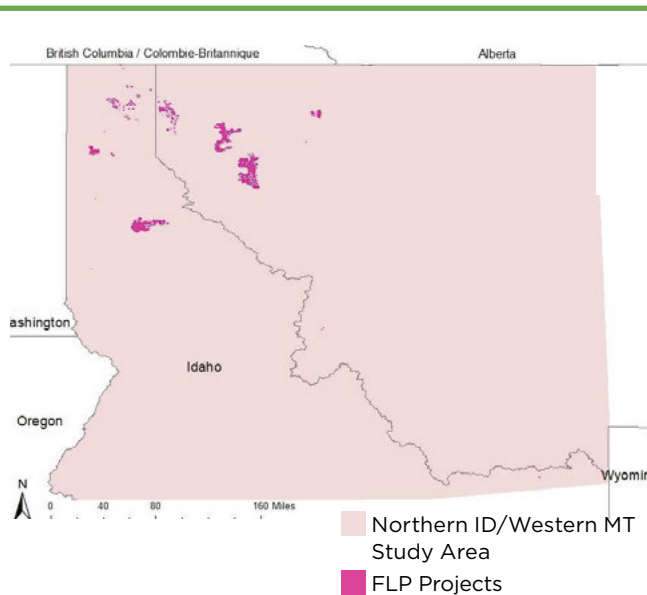 British Columbia / Colombie-Britannique
Alberta
ashington
Idaho
Oregon
Wyomin
N
0 40 80 160 Miles
Northern ID/Western MT
Study Area
FLP Projects